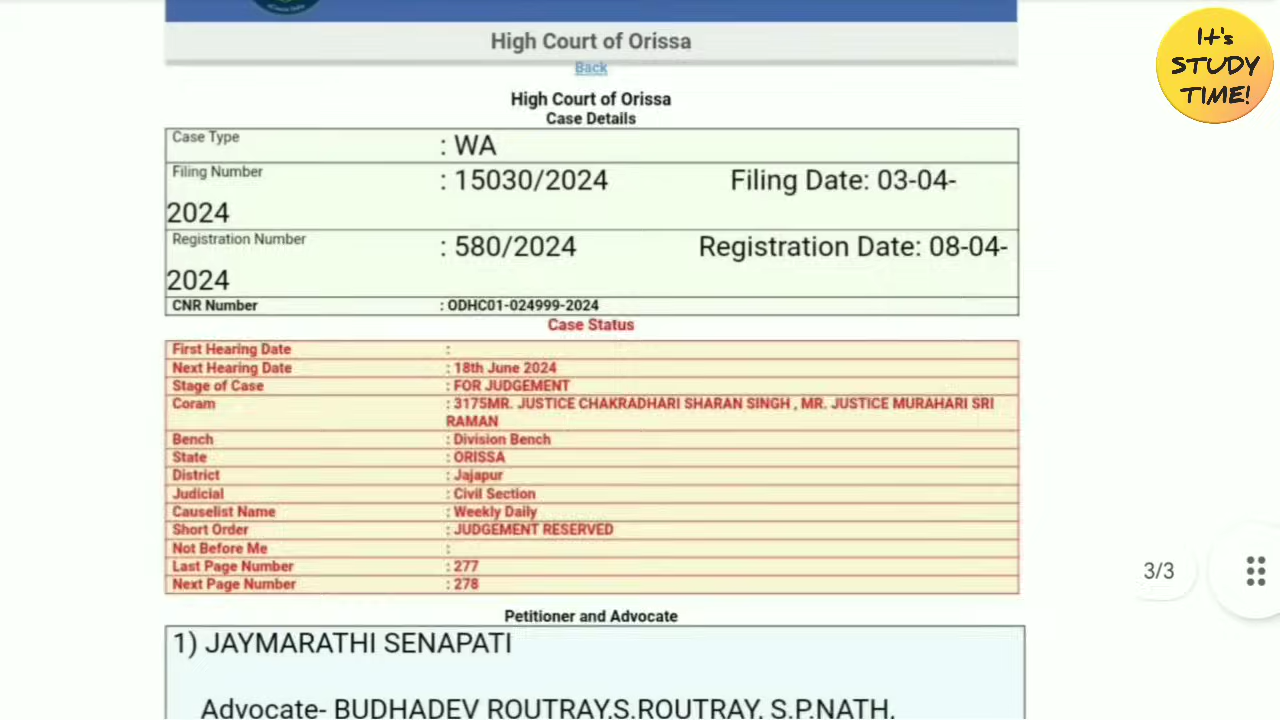 It's
STUDY
TIME!
High Court of Orissa
Back
High Court of Orissa
Case Details
Case Type : WA
Filing Number : 15030/2024 Filing Date: 03-04-
2024
Registration Number : 580/2024 Registration Date: 08-04-
2024
CNR Number : ODHC01-024999-2024
Case Status
First Hearing Date :
Next Hearing Date : 18th June 2024
Stage of Case : FOR JUDGEMENT
Coram : 3175MR. JUSTICE CHAKRADHARI SHARAN SINGH , MR. JUSTICE MURAHARI SRI
RAMAN
Bench : Division Bench
State : ORISSA
District : Jajapur
Judicial : Civil Section
Causelist Name : Weekly Daily
Short Order : JUDGEMENT RESERVED
Not Before Me :
Last Page Number : 277
Next Page Number : 278
3/3
Petitioner and Advocate
1) JAYMARATHI SENAPATI
Advocate- BUDHADEV ROUTRAY,S.ROUTRAY, S.P.NATH,